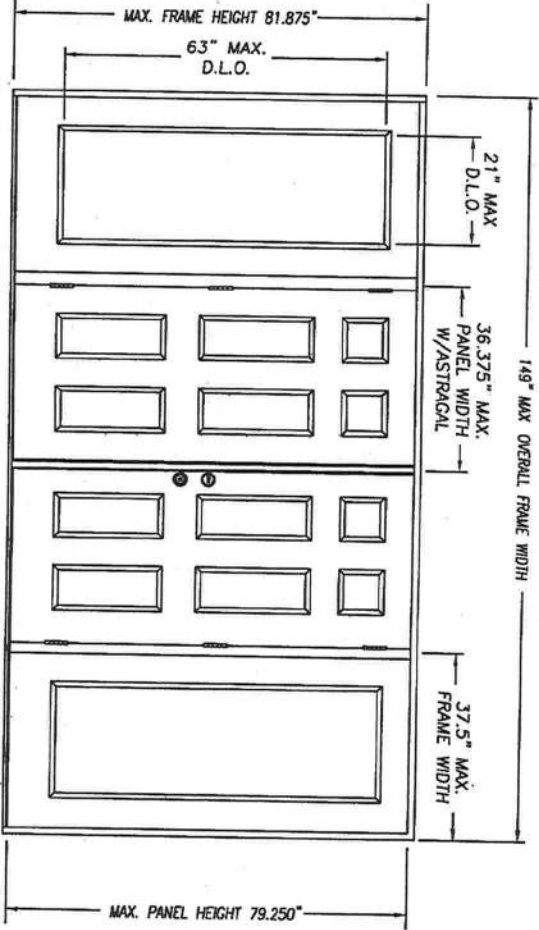 MAX. FRAME HEIGHT 81.875"
63" MAX.
D.L.O.
21" MAX
D.L.O.
36.375" MAX.
PANEL WIDTH
W/ASTRAGAL
149" MAX OVERALL FRAME WIDTH
37.5" MAX.
FRAME WIDTH
MAX. PANEL HEIGHT 79.250"